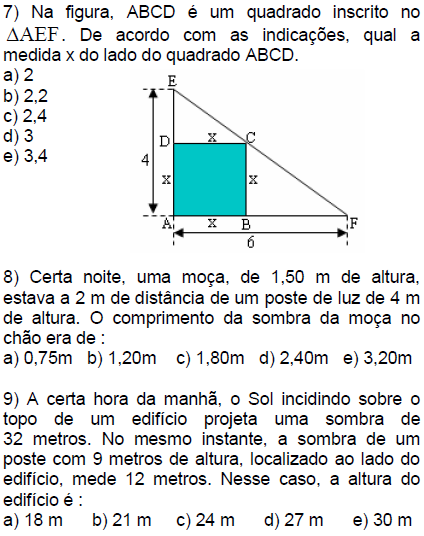 7) Na figura, ABCD é um quadrado inscrito no
ΔAEF. De acordo com as indicações, qual a
medida x do lado do quadrado ABCD.
a) 2
b) 2,2
c) 2,4
d) 3
e) 3,4
E
D x C
4 x x
A x B F
6
8) Certa noite, uma moça, de 1,50 m de altura,
estava a 2 m de distância de um poste de luz de 4 m
de altura. O comprimento da sombra da moça no
chão era de :
a) 0,75m b) 1,20m c) 1,80m d) 2,40m e) 3,20m
9) A certa hora da manhã, o Sol incidindo sobre o
topo de um edifício projeta uma sombra de
32 metros. No mesmo instante, a sombra de um
poste com 9 metros de altura, localizado ao lado do
edifício, mede 12 metros. Nesse caso, a altura do
edifício é :
a) 18 m b) 21 m c) 24 m d) 27 m e) 30 m